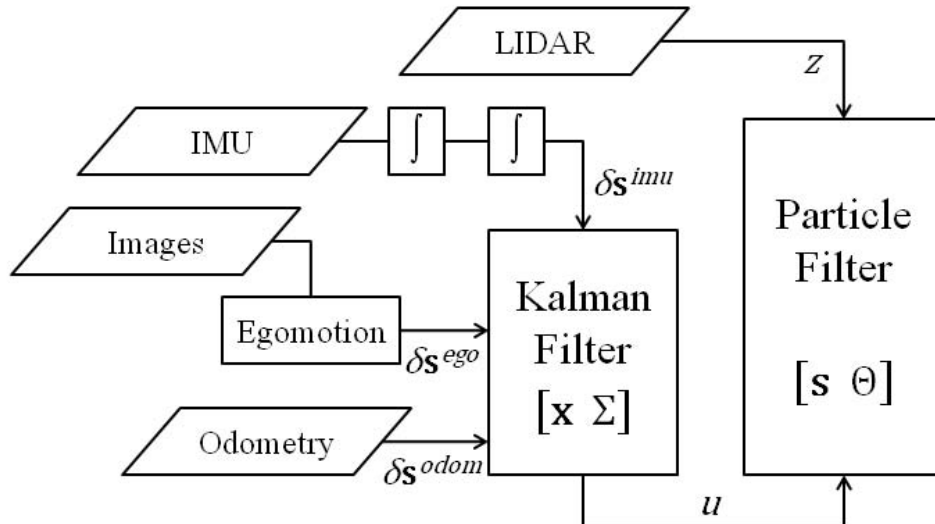 LIDAR
z
IMU
∫
∫
δs^imu
Images
Egomotion
δs^ego
Odometry
δs^odom
Kalman
Filter
[x Σ]
Particle
Filter
[s Θ]
u